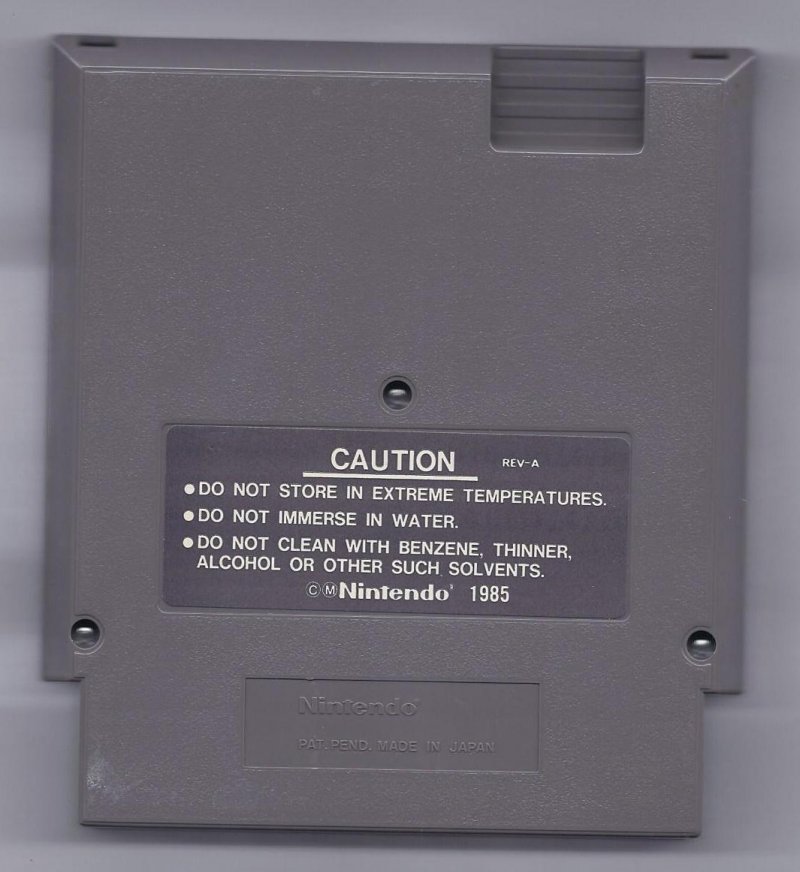 CAUTION REV-A
●DO NOT STORE IN EXTREME TEMPERATURES.
●DO NOT IMMERSE IN WATER.
●DO NOT CLEAN WITH BENZENE, THINNER,
ALCOHOL OR OTHER SUCH SOLVENTS.
ⒸⓂNintendo® 1985
Nintendo®
PAT. PEND. MADE IN JAPAN